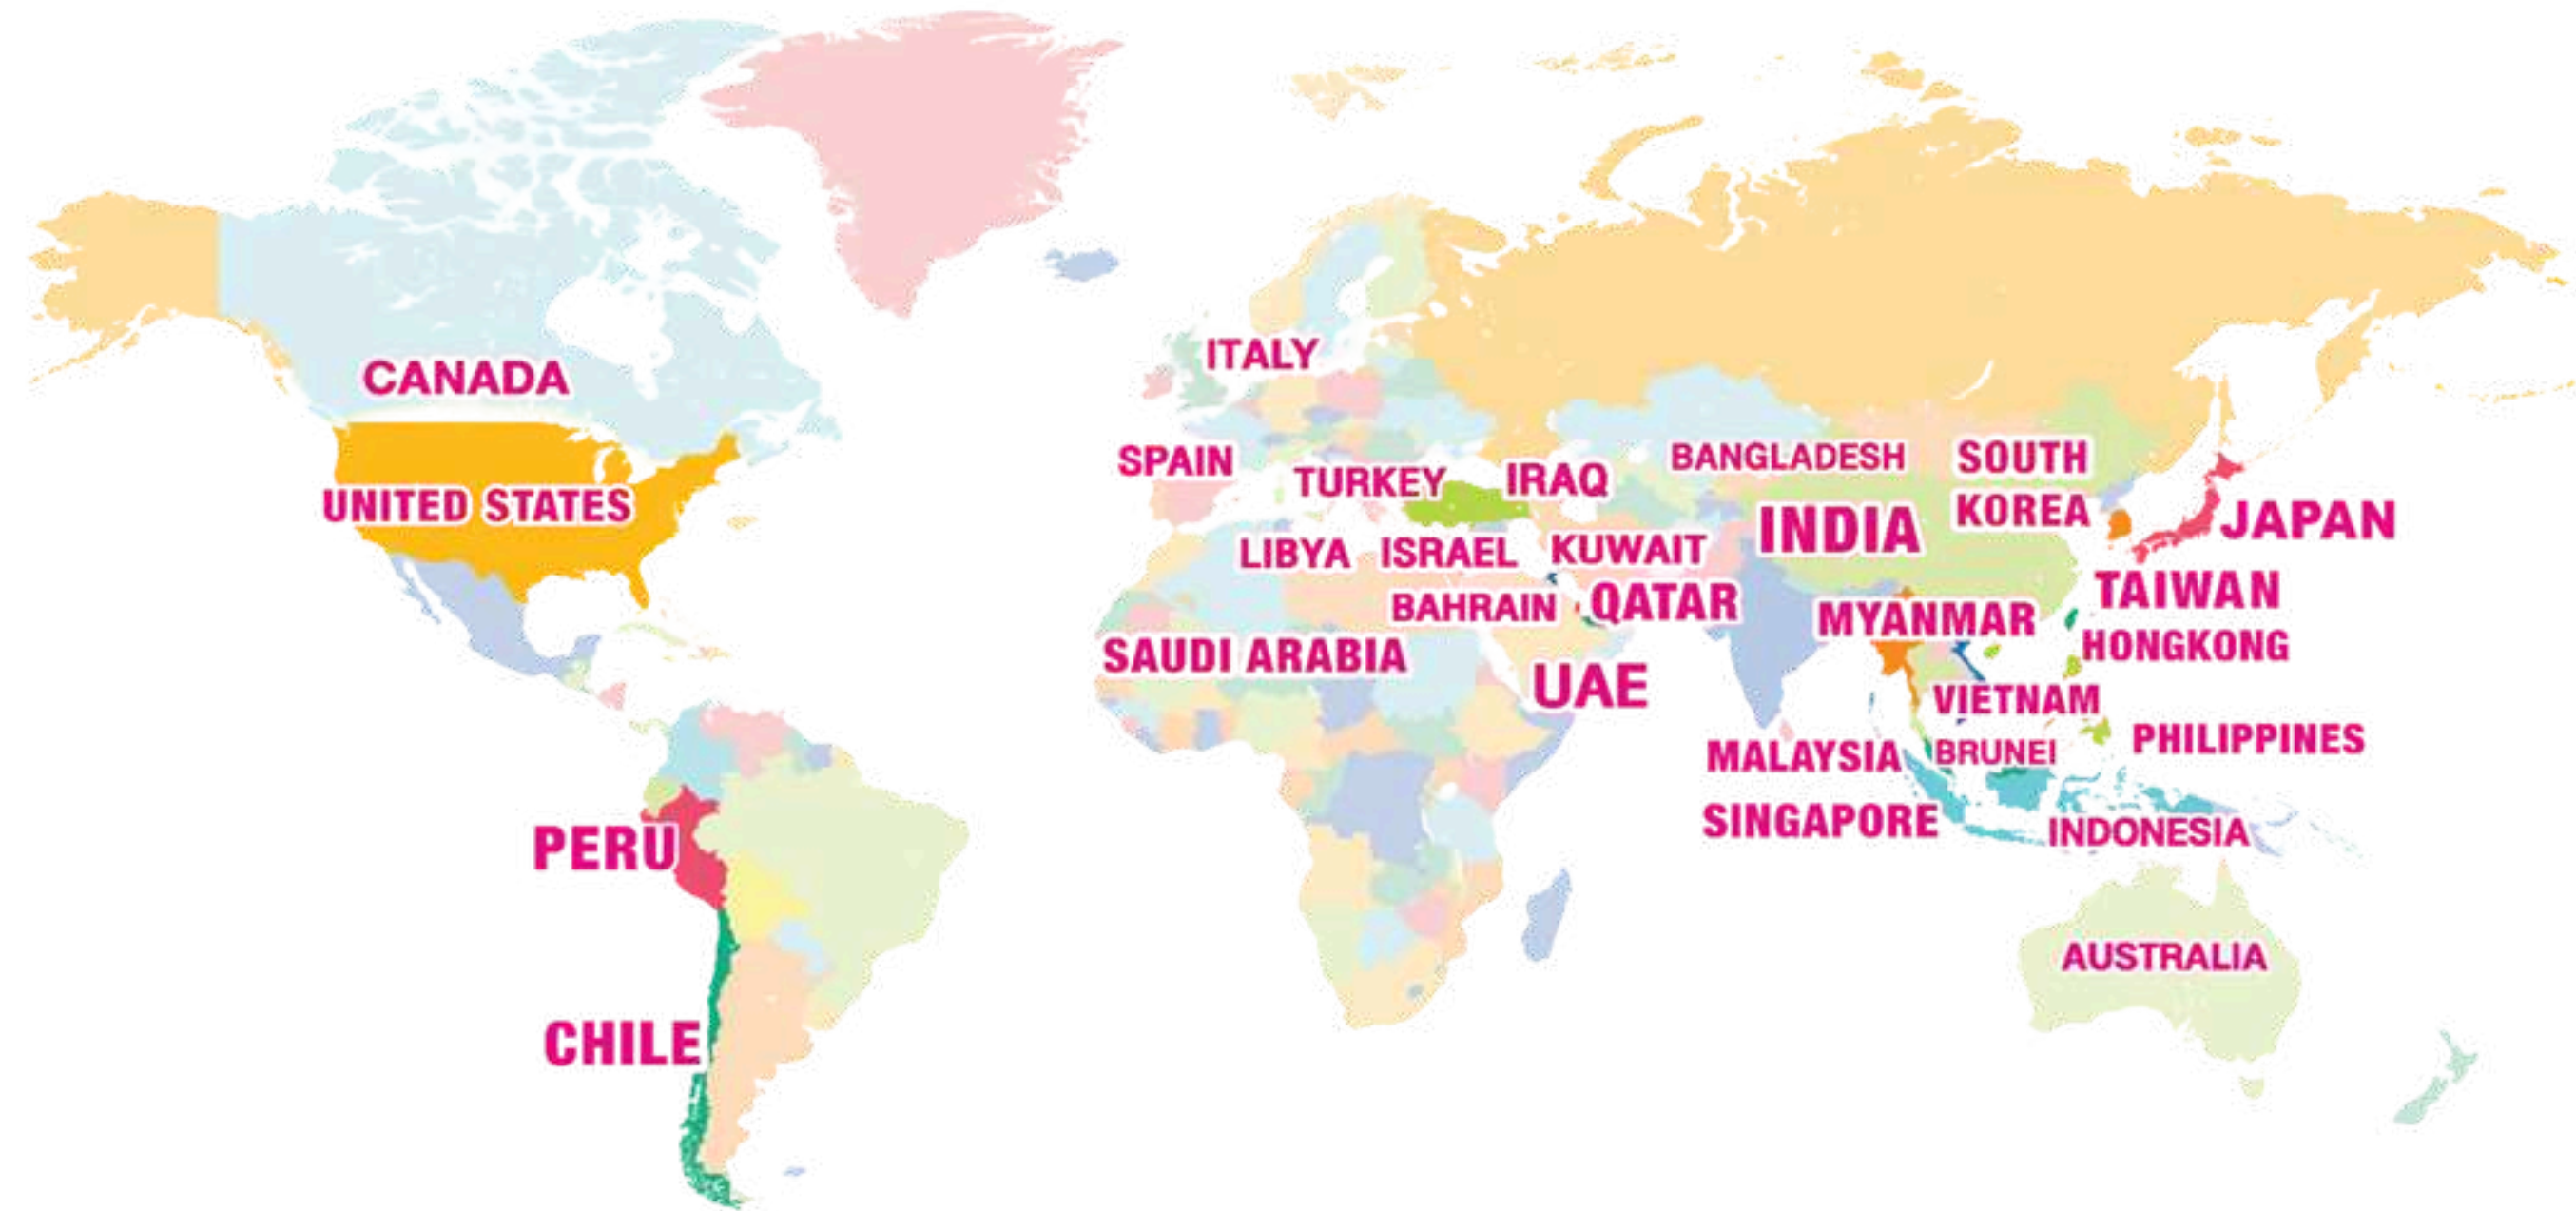 CANADA
UNITED STATES
PERU
CHILE
ITALY
SPAIN
TURKEY
IRAQ
LIBYA
ISRAEL
KUWAIT
BAHRAIN
QATAR
SAUDI ARABIA
UAE
BANGLADESH
INDIA
SOUTH
KOREA
JAPAN
TAIWAN
HONGKONG
MYANMAR
VIETNAM
PHILIPPINES
MALAYSIA
BRUNEI
SINGAPORE
INDONESIA
AUSTRALIA